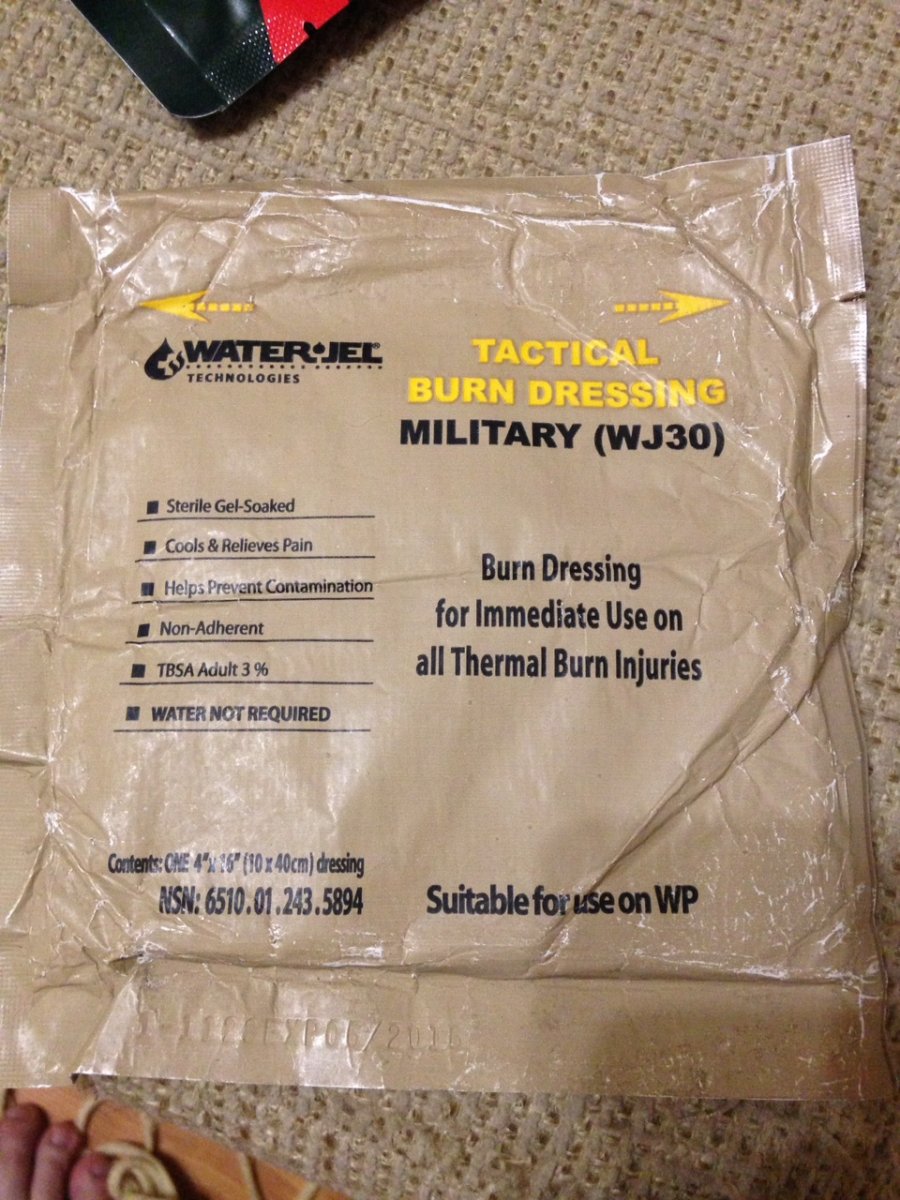 WATER·JEL®
TECHNOLOGIES
TACTICAL
BURN DRESSING
MILITARY (WJ30)
Sterile Gel-Soaked
Cools & Relieves Pain
Helps Prevent Contamination
Non-Adherent
TBSA Adult 3 %
WATER NOT REQUIRED
Burn Dressing
for Immediate Use on
all Thermal Burn Injuries
Contents: ONE 4"x 16" (10 x 40cm) dressing
NSN: 6510.01.243.5894
Suitable for use on WP